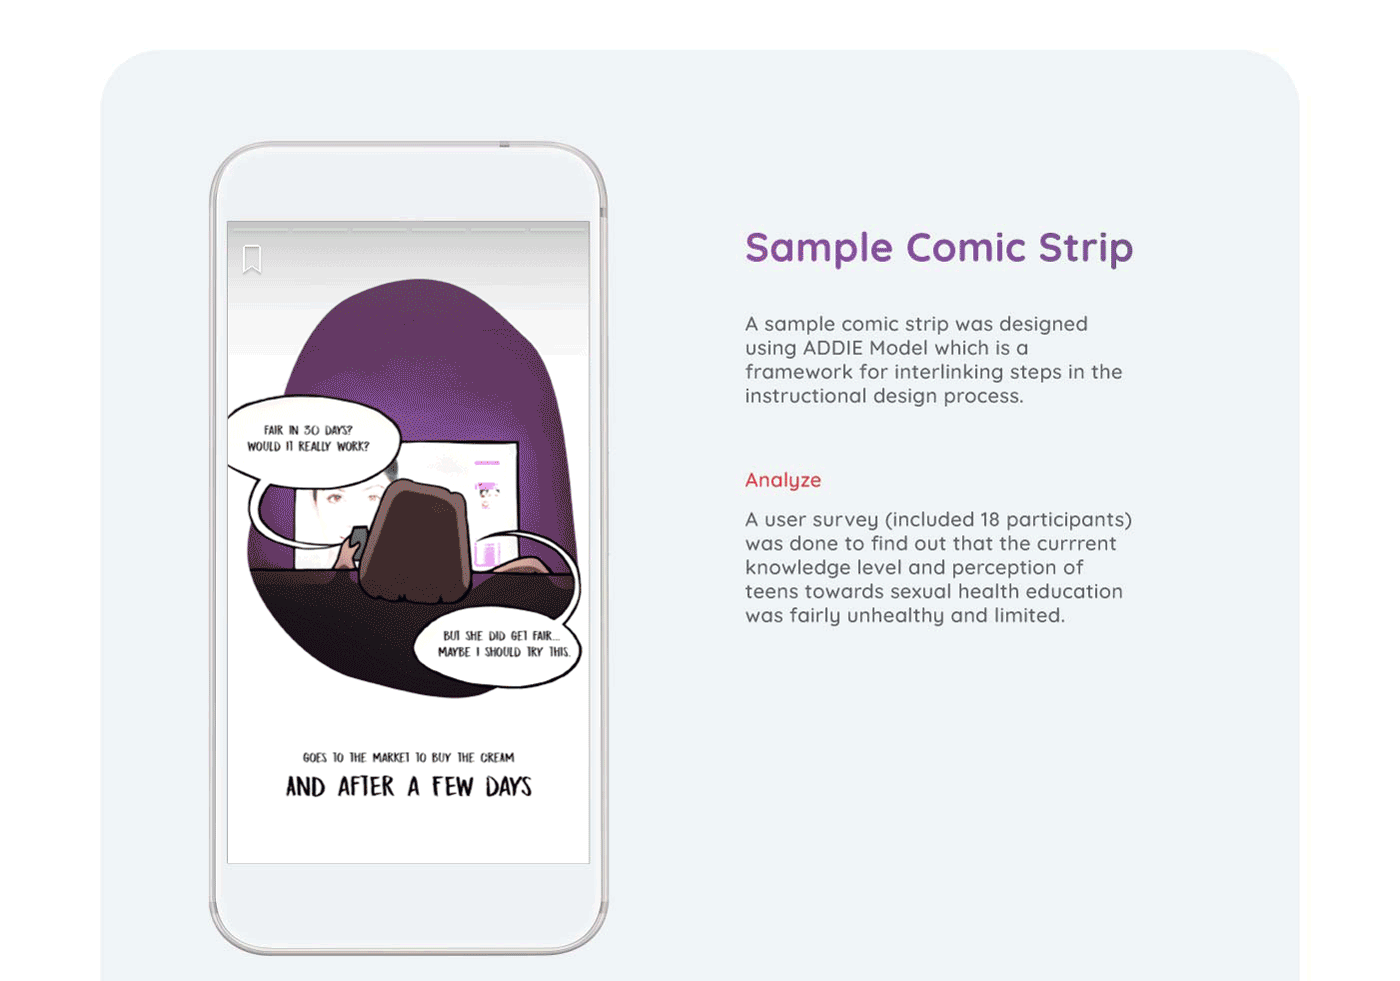 FAIR IN 30 DAYS?
WOULD IT REALLY WORK?
BUT SHE DID GET FAIR...
MAYBE I SHOULD TRY THIS.
GOES TO THE MARKET TO BUY THE CREAM
AND AFTER A FEW DAYS
Sample Comic Strip
A sample comic strip was designed
using ADDIE Model which is a
framework for interlinking steps in the
instructional design process.
Analyze
A user survey (included 18 participants)
was done to find out that the currrent
knowledge level and perception of
teens towards sexual health education
was fairly unhealthy and limited.